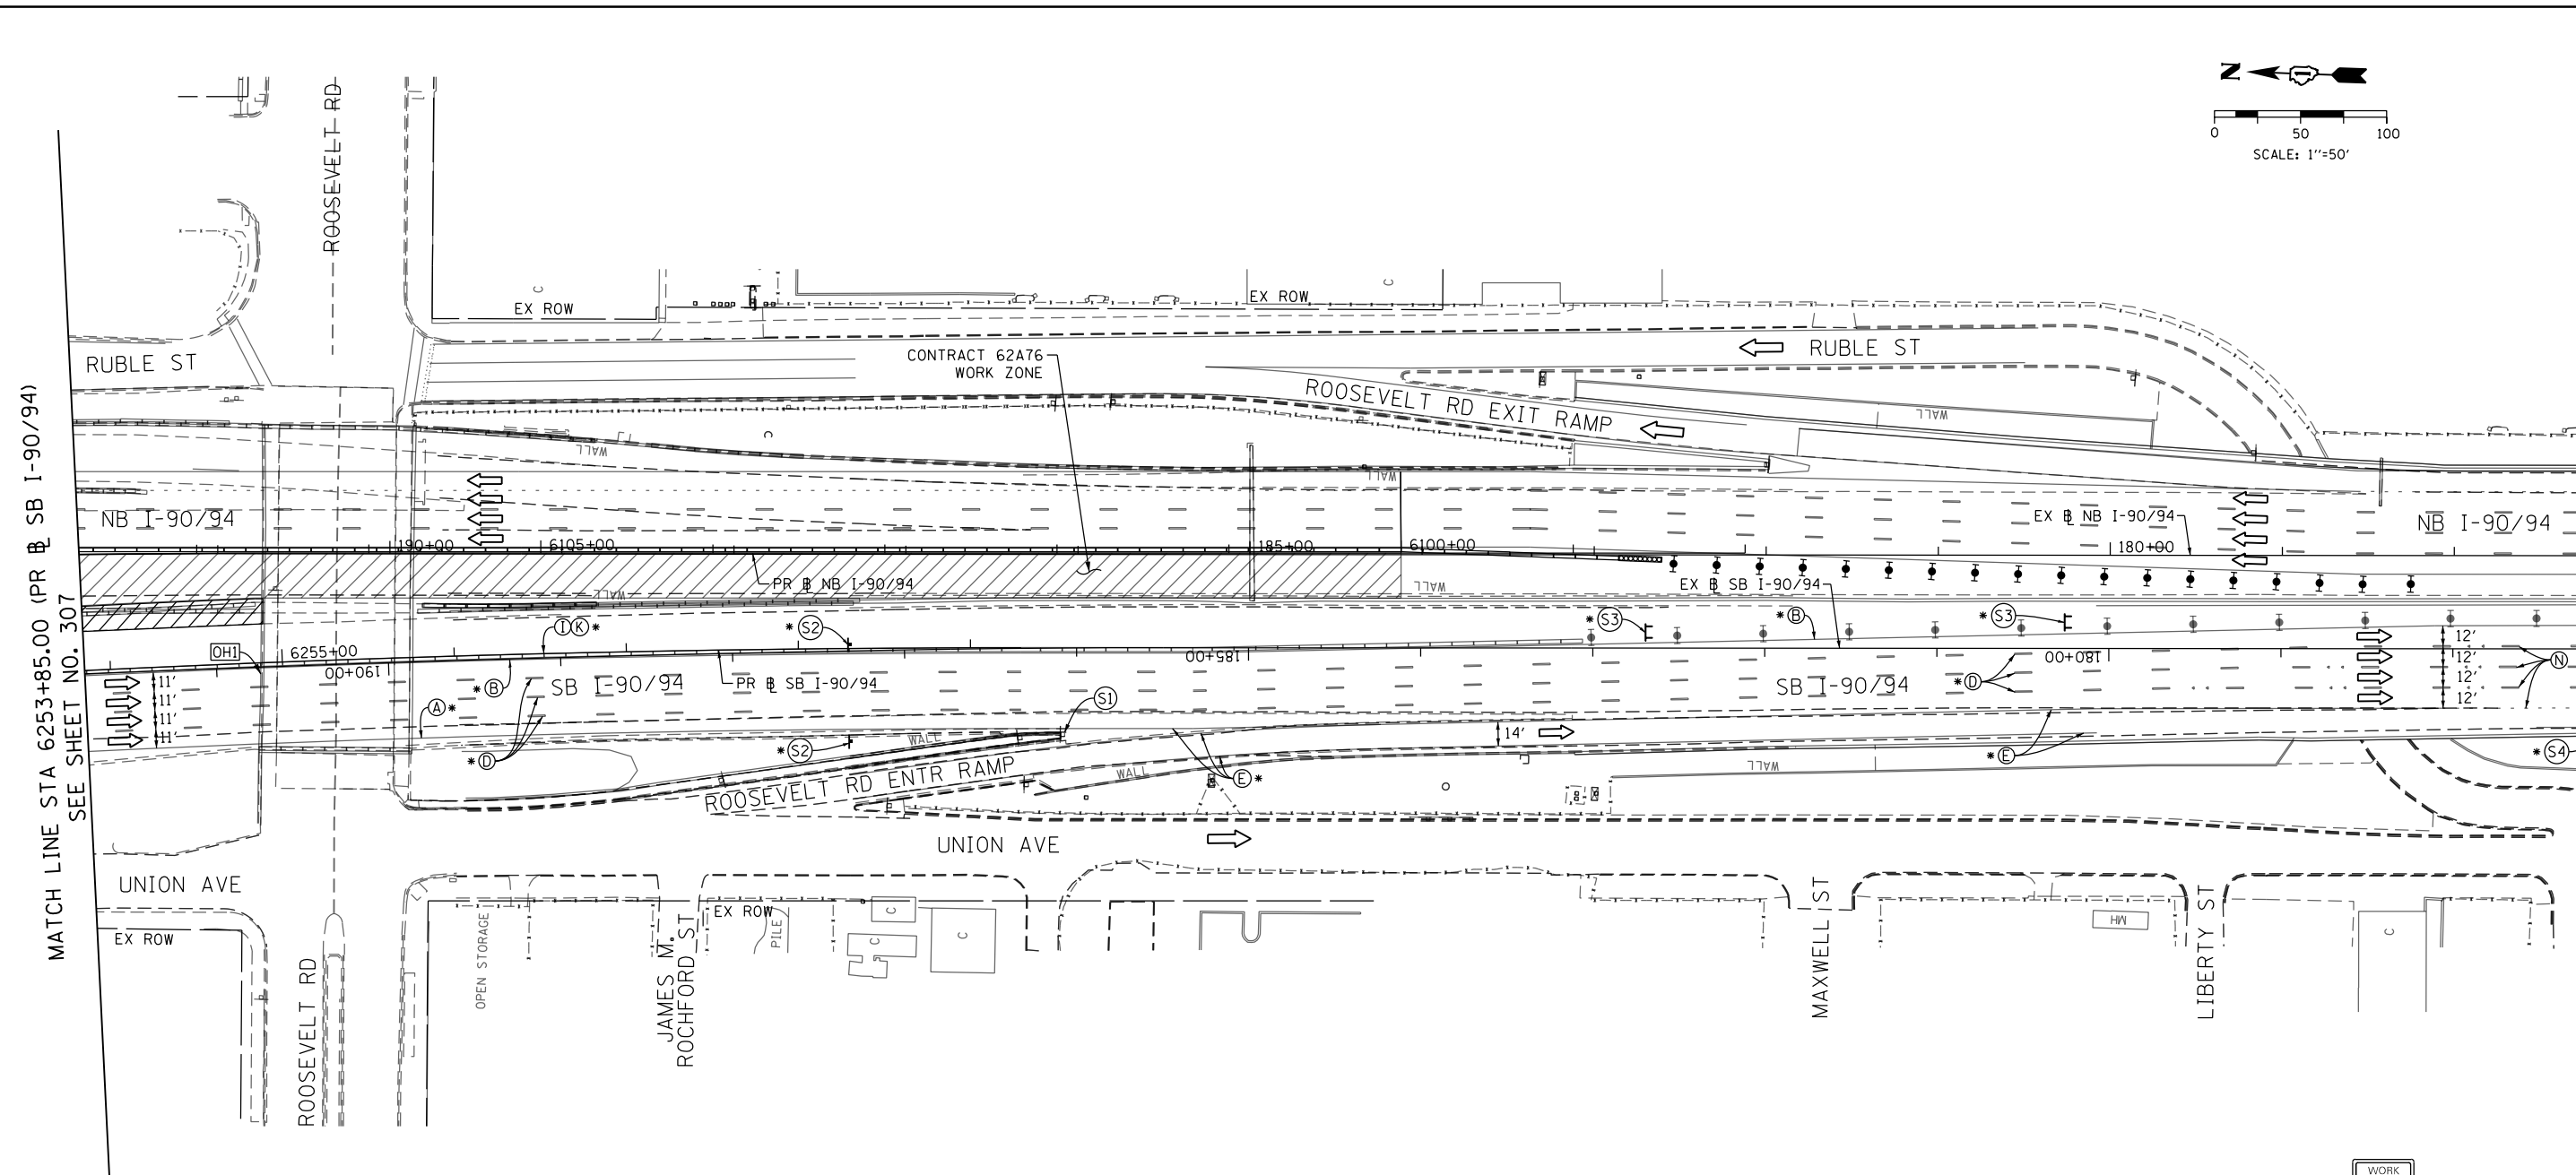 N
0 50 100
SCALE: 1''=50'
ROOSEVELT RD
EX ROW
EX ROW
C
C
RUBLE ST
CONTRACT 62A76
WORK ZONE
RUBLE ST
ROOSEVELT RD EXIT RAMP
WALL
WALL
WALL
MATCH LINE STA 6253+85.00 (PR B SB I-90/94)
SEE SHEET NO. 307
NB I-90/94
EX B NB I-90/94
NB I-90/94
190+00
6105+00
185+00
6100+00
180+00
PR B NB I-90/94
WALL
WALL
EX B SB I-90/94
I K *
* S2
* S3
* B
* S3
OH1
6255+00
190+00
185+00
180+00
12'
12'
12'
12'
N
11'
11'
11'
11'
* B
SB I-90/94
PR B SB I-90/94
SB I-90/94
* D
A *
S1
* S2
WALL
14'
* E
* S4
* D
ROOSEVELT RD ENTR RAMP
WALL
E *
WALL
UNION AVE
UNION AVE
EX ROW
EX ROW
OPEN STORAGE
JAMES M.
ROCHFORD ST
PILE
C
C
C
MAXWELL ST
MH
LIBERTY ST
C
ROOSEVELT RD
WORK